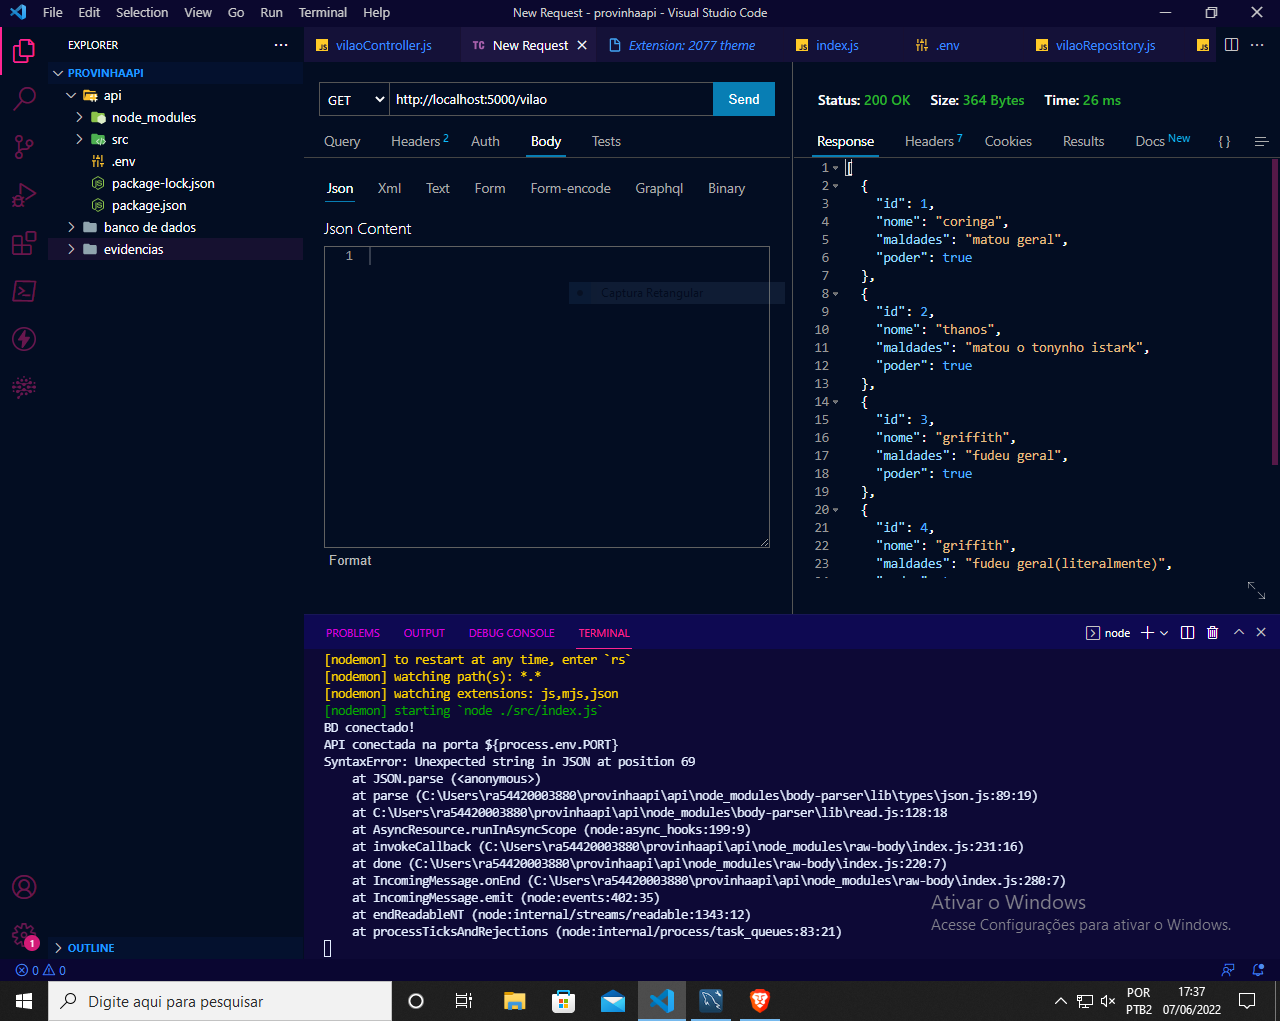 File Edit Selection View Go Run Terminal Help
New Request - provinhaapi - Visual Studio Code
EXPLORER
PROVINHAAPI
api
node_modules
src
.env
package-lock.json
package.json
banco de dados
evidencias
OUTLINE
vilaoController.js
TC New Request
Extension: 2077 theme
JS index.js
.env
JS vilaoRepository.js
JS
GET
http://localhost:5000/vilao
Send
Query Headers 2 Auth Body Tests
Json Xml Text Form Form-encode Graphql Binary
Json Content
1
Captura Retangular
Format
Status: 200 OK Size: 364 Bytes Time: 26 ms
Response Headers 7 Cookies Results Docs New { }
1 [
2 {
3 "id": 1,
4 "nome": "coringa",
5 "maldades": "matou geral",
6 "poder": true
7 },
8 {
9 "id": 2,
10 "nome": "thanos",
11 "maldades": "matou o tonynho istark",
12 "poder": true
13 },
14 {
15 "id": 3,
16 "nome": "griffith",
17 "maldades": "fudeu geral",
18 "poder": true
19 },
20 {
21 "id": 4,
22 "nome": "griffith",
23 "maldades": "fudeu geral(literalmente)",
PROBLEMS OUTPUT DEBUG CONSOLE TERMINAL
node
[nodemon] to restart at any time, enter `rs`
[nodemon] watching path(s): *.*
[nodemon] watching extensions: js,mjs,json
[nodemon] starting `node ./src/index.js`
BD conectado!
API conectada na porta ${process.env.PORT}
SyntaxError: Unexpected string in JSON at position 69
at JSON.parse (<anonymous>)
at parse (C:\Users\ra54420003880\provinhaapi\api\node_modules\body-parser\lib\types\json.js:89:19)
at C:\Users\ra54420003880\provinhaapi\api\node_modules\body-parser\lib\read.js:128:18
at AsyncResource.runInAsyncScope (node:async_hooks:199:9)
at invokeCallback (C:\Users\ra54420003880\provinhaapi\api\node_modules\raw-body\index.js:231:16)
at done (C:\Users\ra54420003880\provinhaapi\api\node_modules\raw-body\index.js:220:7)
at IncomingMessage.onEnd (C:\Users\ra54420003880\provinhaapi\api\node_modules\raw-body\index.js:280:7)
at IncomingMessage.emit (node:events:402:35)
at endReadableNT (node:internal/streams/readable:1343:12)
at processTicksAndRejections (node:internal/process/task_queues:83:21)
Ativar o Windows
Acesse Configurações para ativar o Windows.
1
0 0
Digite aqui para pesquisar
POR
PTB2
17:37
07/06/2022